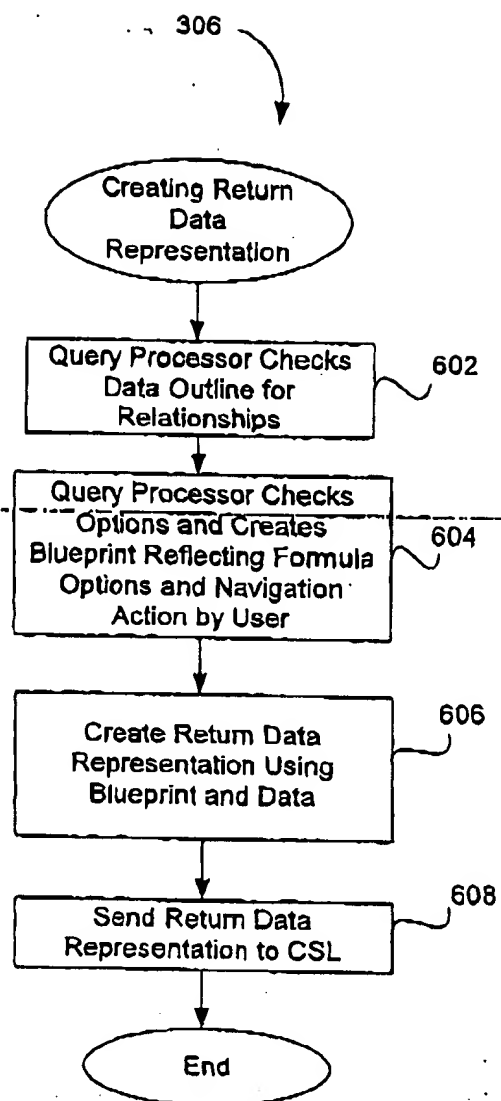 306
Creating Return
Data
Representation
Query Processor Checks
Data Outline for
Relationships
602
Query Processor Checks
Options and Creates
Blueprint Reflecting Formula
Options and Navigation
Action by User
604
Create Return Data
Representation Using
Blueprint and Data
606
Send Return Data
Representation to CSL
608
End